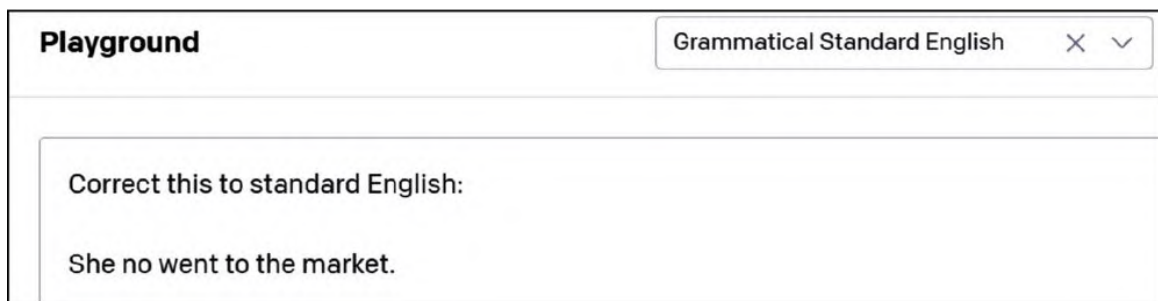 Playground
Grammatical Standard English
Correct this to standard English:
She no went to the market.